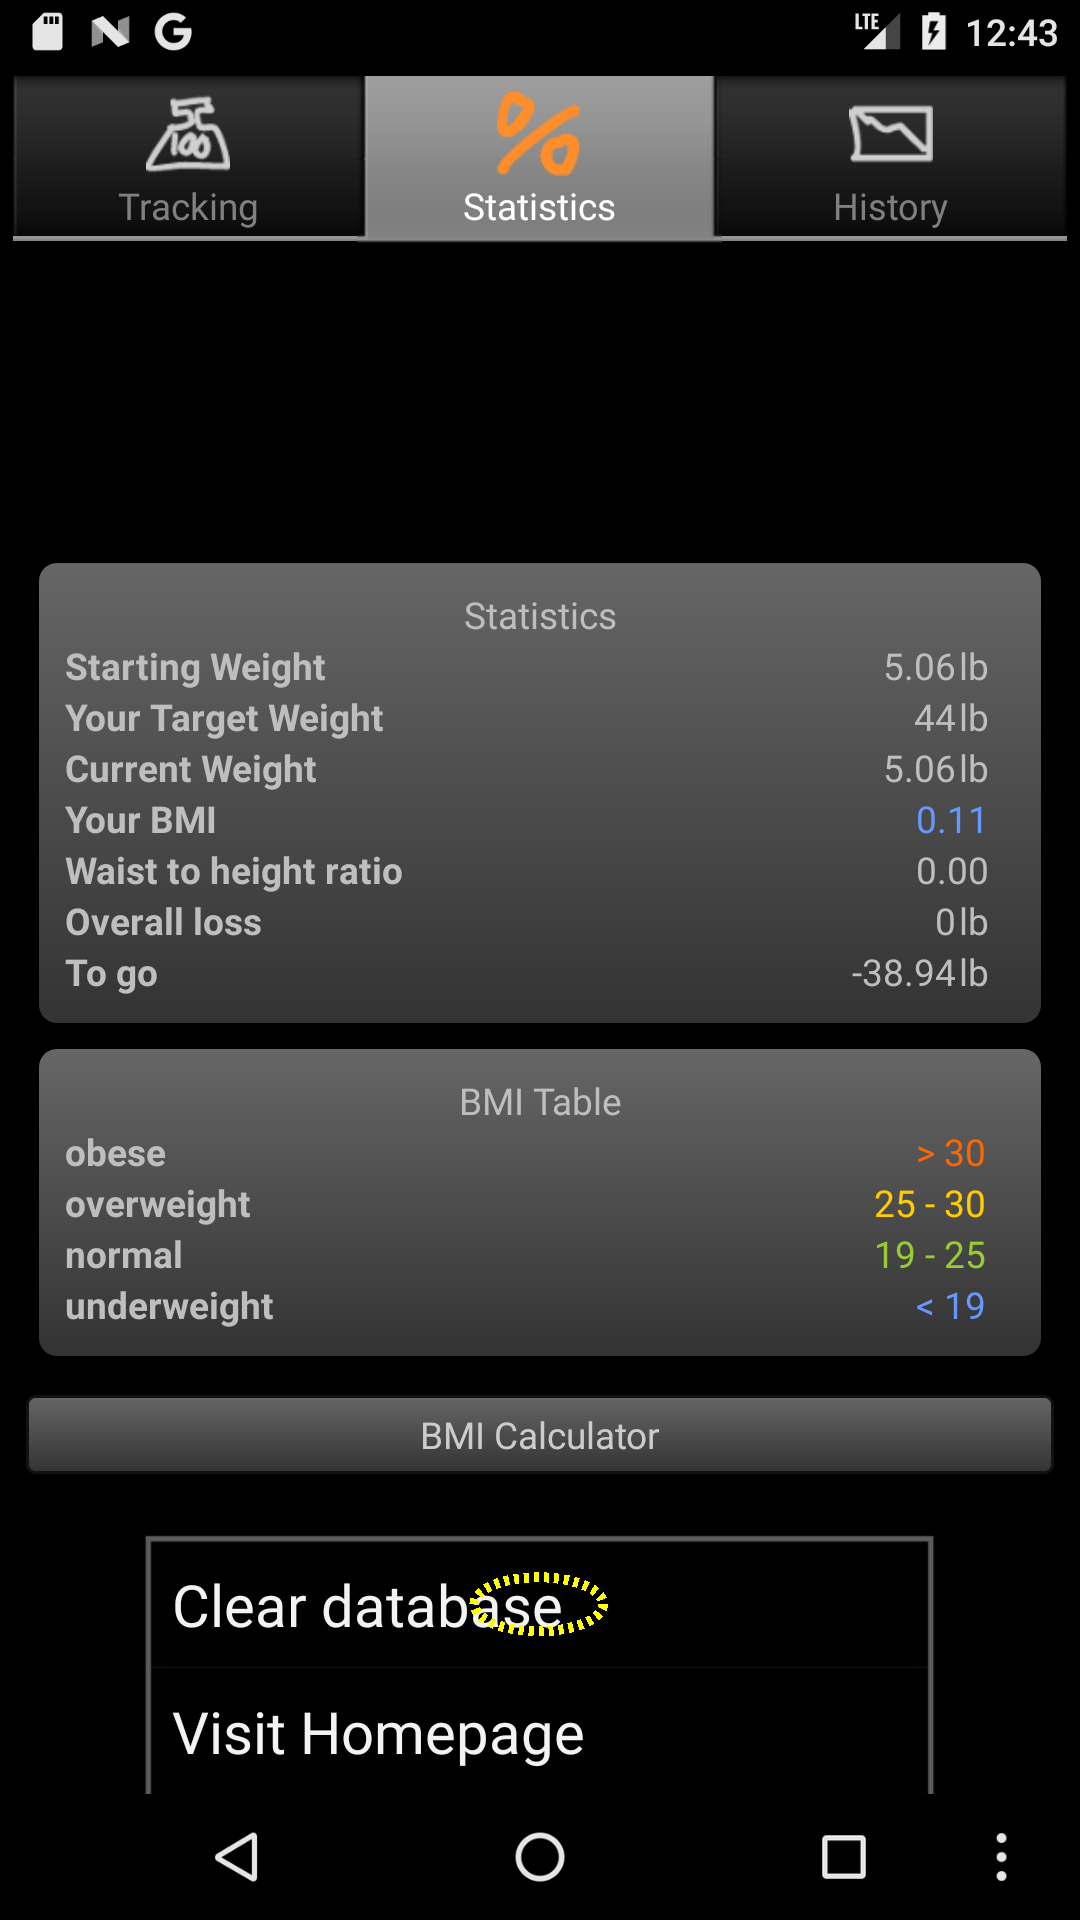 LTE 12:43
Tracking Statistics History
Statistics
Starting Weight 5.06lb
Your Target Weight 44lb
Current Weight 5.06lb
Your BMI 0.11
Waist to height ratio 0.00
Overall loss 0lb
To go -38.94lb
BMI Table
obese > 30
overweight 25 - 30
normal 19 - 25
underweight < 19
BMI Calculator
Clear database
Visit Homepage